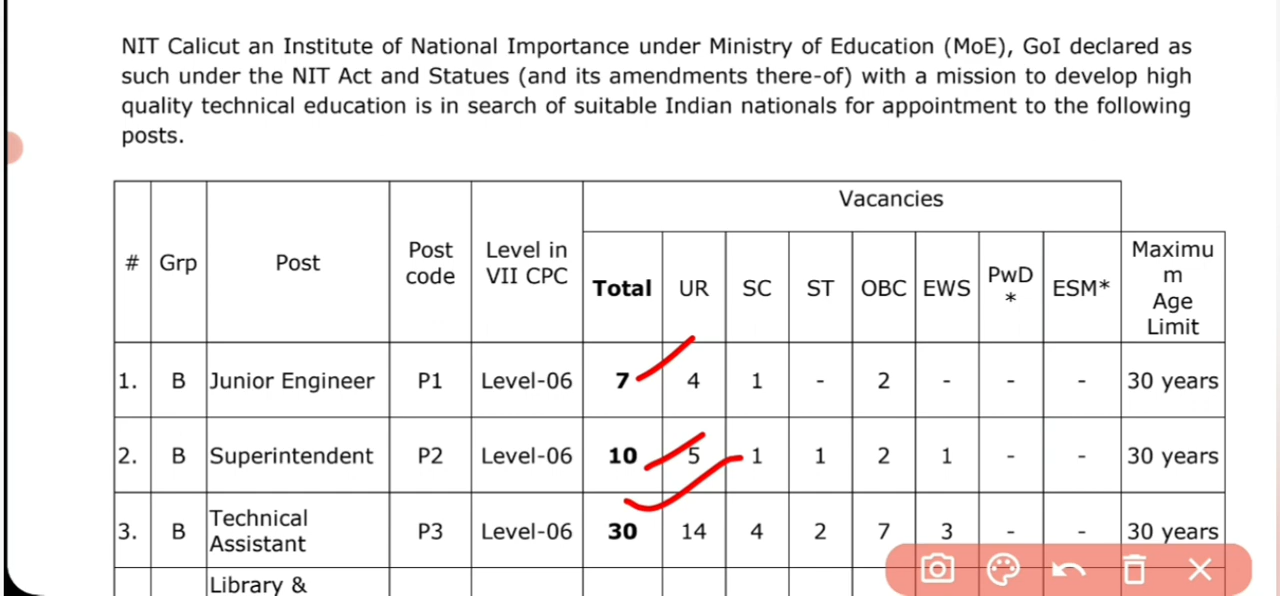 NIT Calicut an Institute of National Importance under Ministry of Education (MoE), GoI declared as
such under the NIT Act and Statues (and its amendments there-of) with a mission to develop high
quality technical education is in search of suitable Indian nationals for appointment to the following
posts.
# Grp Post Post code Level in VII CPC Vacancies
Total UR SC ST OBC EWS PwD * ESM* Maximu m Age Limit
1. B Junior Engineer P1 Level-06 7 4 1 - 2 - - - 30 years
2. B Superintendent P2 Level-06 10 5 1 1 2 1 - - 30 years
3. B Technical Assistant P3 Level-06 30 14 4 2 7 3 - - 30 years
Library &